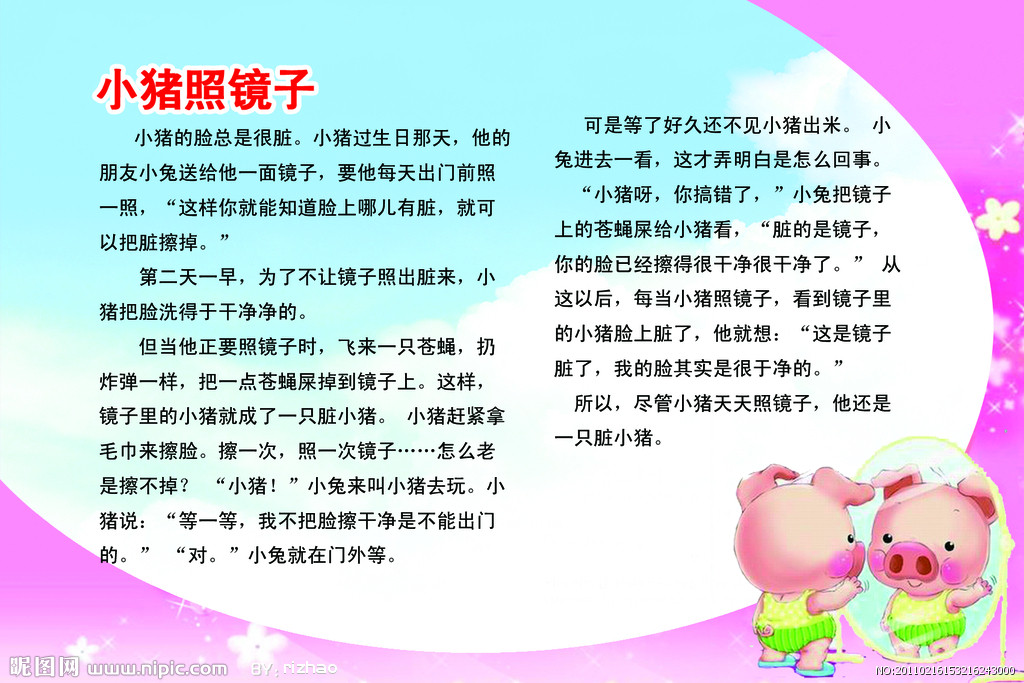 小猪照镜子
小猪的脸总是很脏。小猪过生日那天，他的
朋友小兔送给他一面镜子，要他每天出门前照
一照，“这样你就能知道脸上哪儿有脏，就可
以把脏擦掉。”
第二天一早，为了不让镜子照出脏来，小
猪把脸洗得于干净净的。
但当他正要照镜子时，飞来一只苍蝇，扔
炸弹一样，把一点苍蝇屎掉到镜子上。这样，
镜子里的小猪就成了一只脏小猪。 小猪赶紧拿
毛巾来擦脸。擦一次，照一次镜子……怎么老
是擦不掉？ “小猪！”小兔来叫小猪去玩。小
猪说：“等一等，我不把脸擦干净是不能出门
的。” “对。”小兔就在门外等。
可是等了好久还不见小猪出米。 小
兔进去一看，这才弄明白是怎么回事。
“小猪呀，你搞错了，”小兔把镜子
上的苍蝇屎给小猪看，“脏的是镜子，
你的脸已经擦得很干净很干净了。” 从
这以后，每当小猪照镜子，看到镜子里
的小猪脸上脏了，他就想：“这是镜子
脏了，我的脸其实是很于净的。”
所以，尽管小猪天天照镜子，他还是
一只脏小猪。
昵图网 www.nipic.com BY: rizhao
NO:20110216153216243000